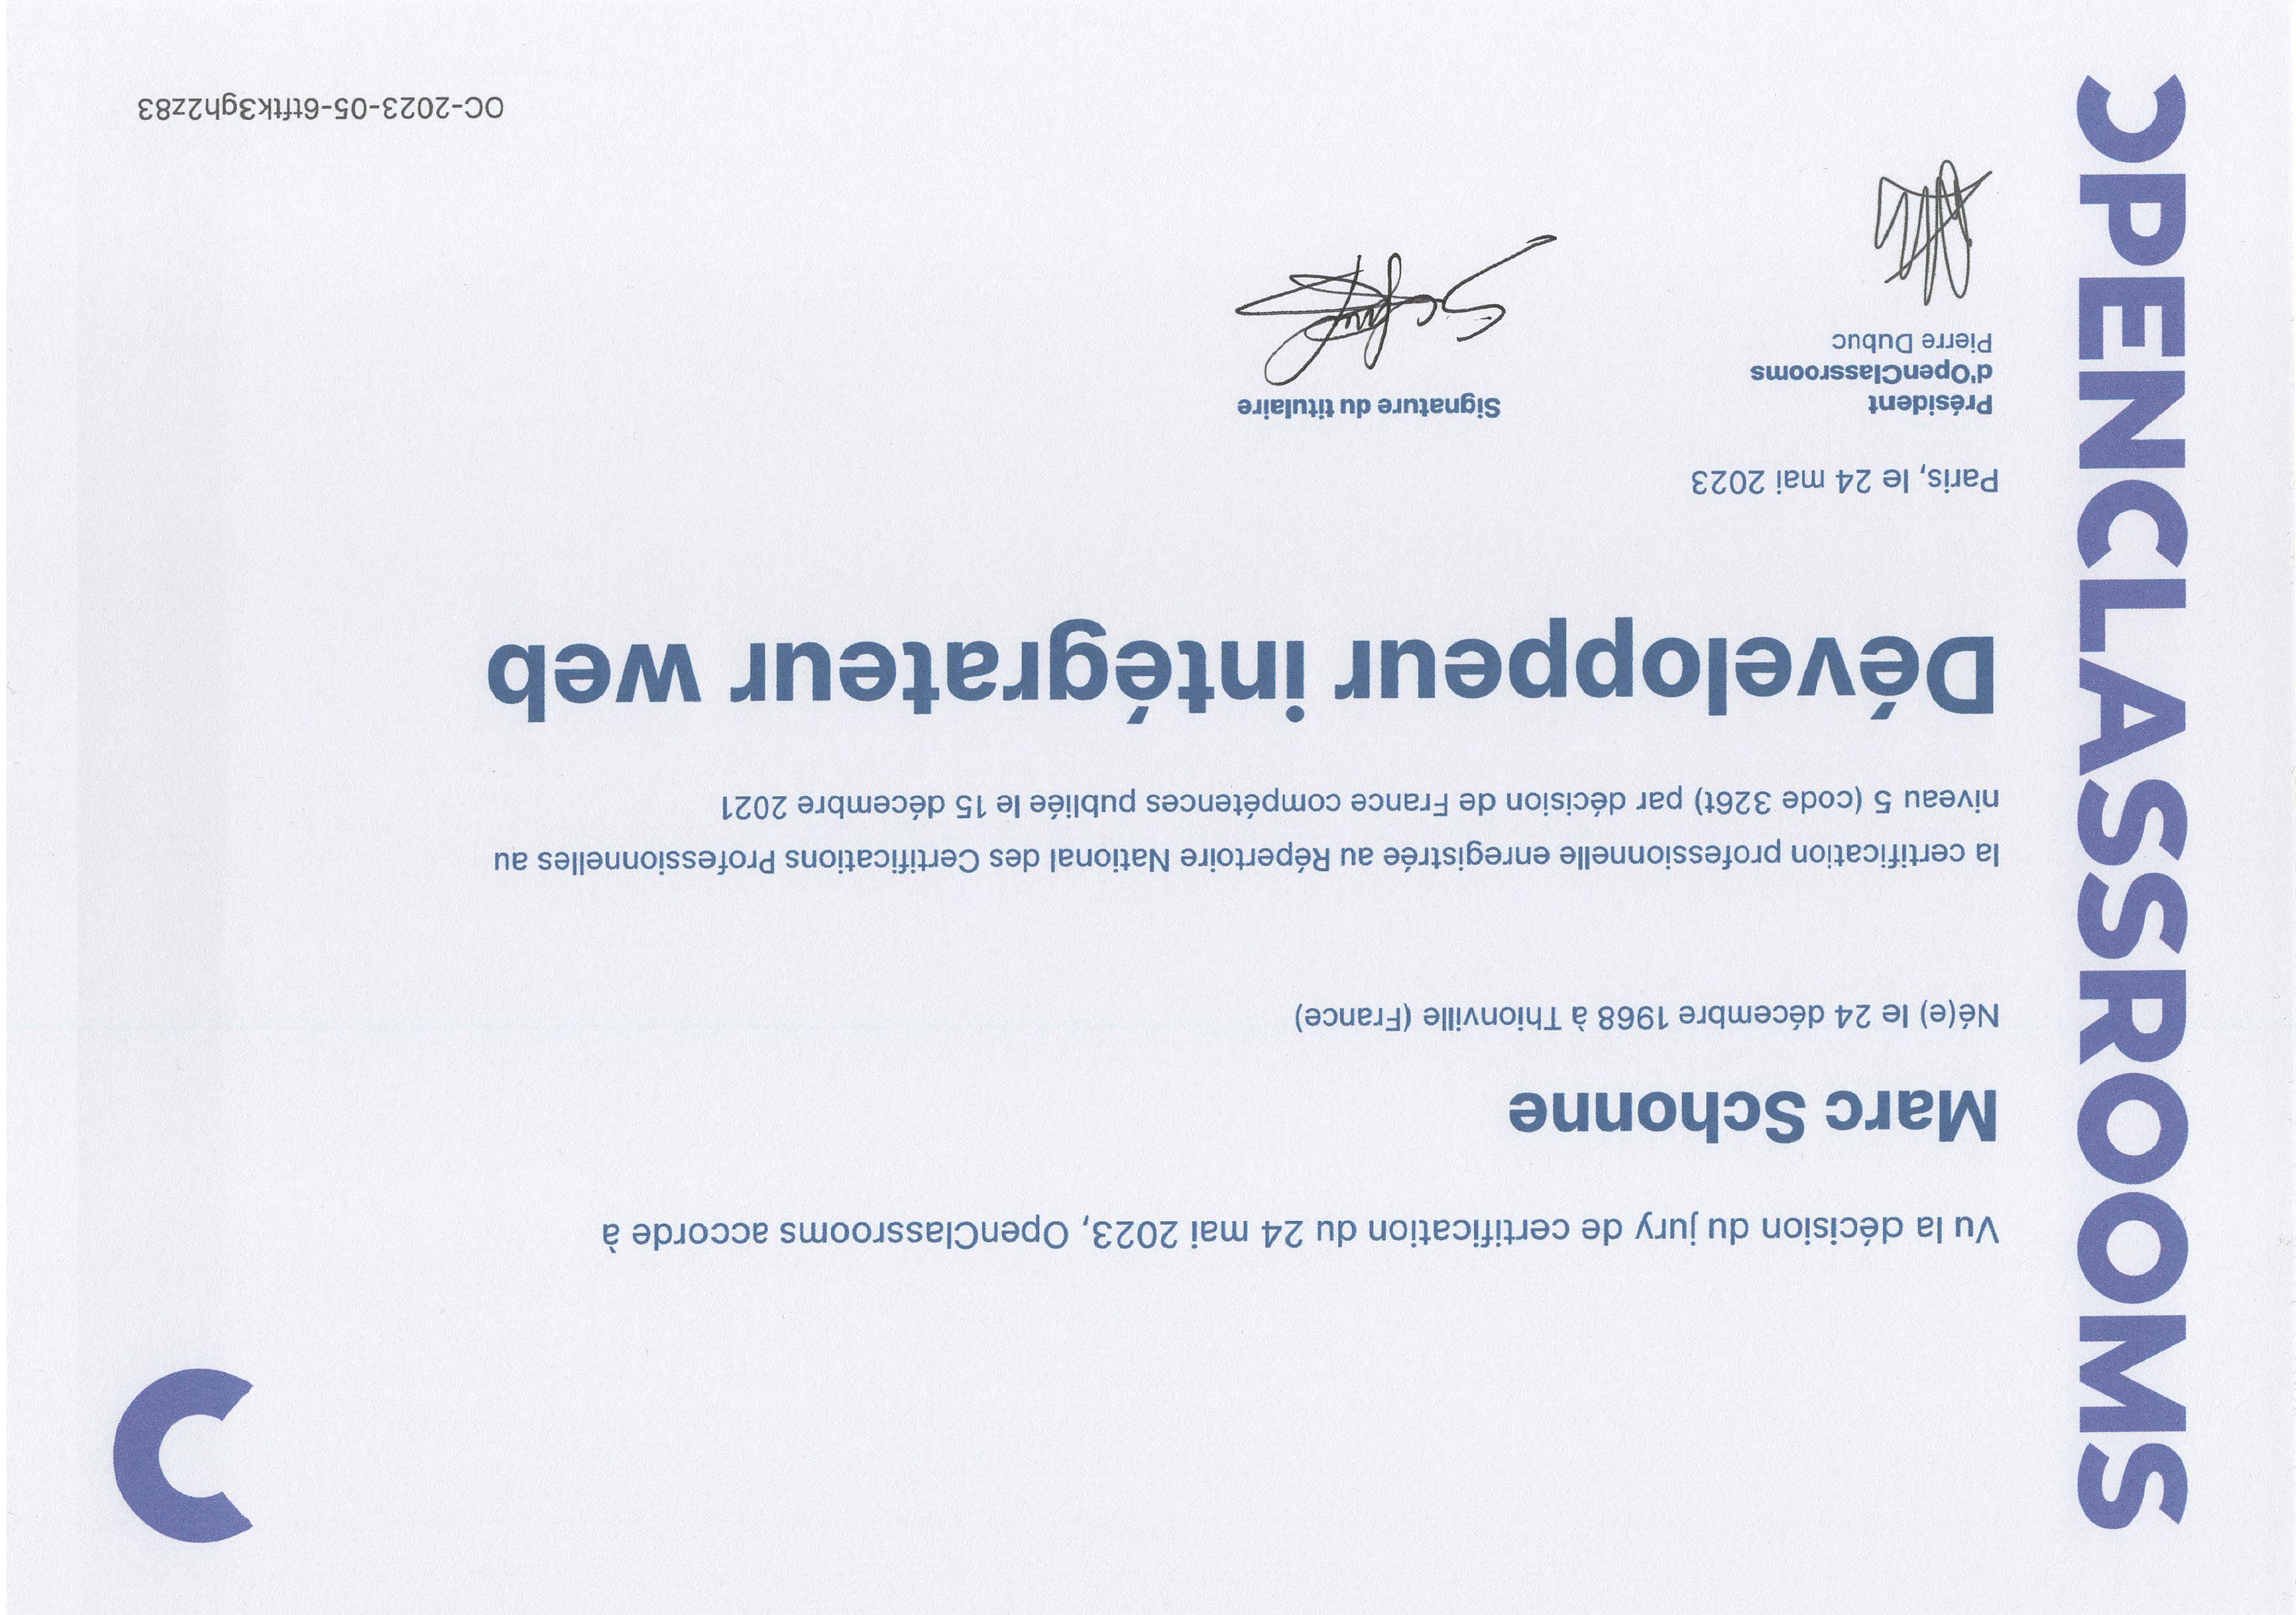 OPENCLASSROOMS
Vu la décision du jury de certification du 24 mai 2023, OpenClassrooms accorde à
Marc Schonne
Né(e) le 24 décembre 1968 à Thionville (France)
la certification professionnelle enregistrée au Répertoire National des Certifications Professionnelles au
niveau 5 (code 326t) par décision de France compétences publiée le 15 décembre 2021
Développeur intégrateur web
Paris, le 24 mai 2023
Président
d'OpenClassrooms
Pierre Dubuc
Signature du titulaire
OC-2023-05-6tftk3gh2z83